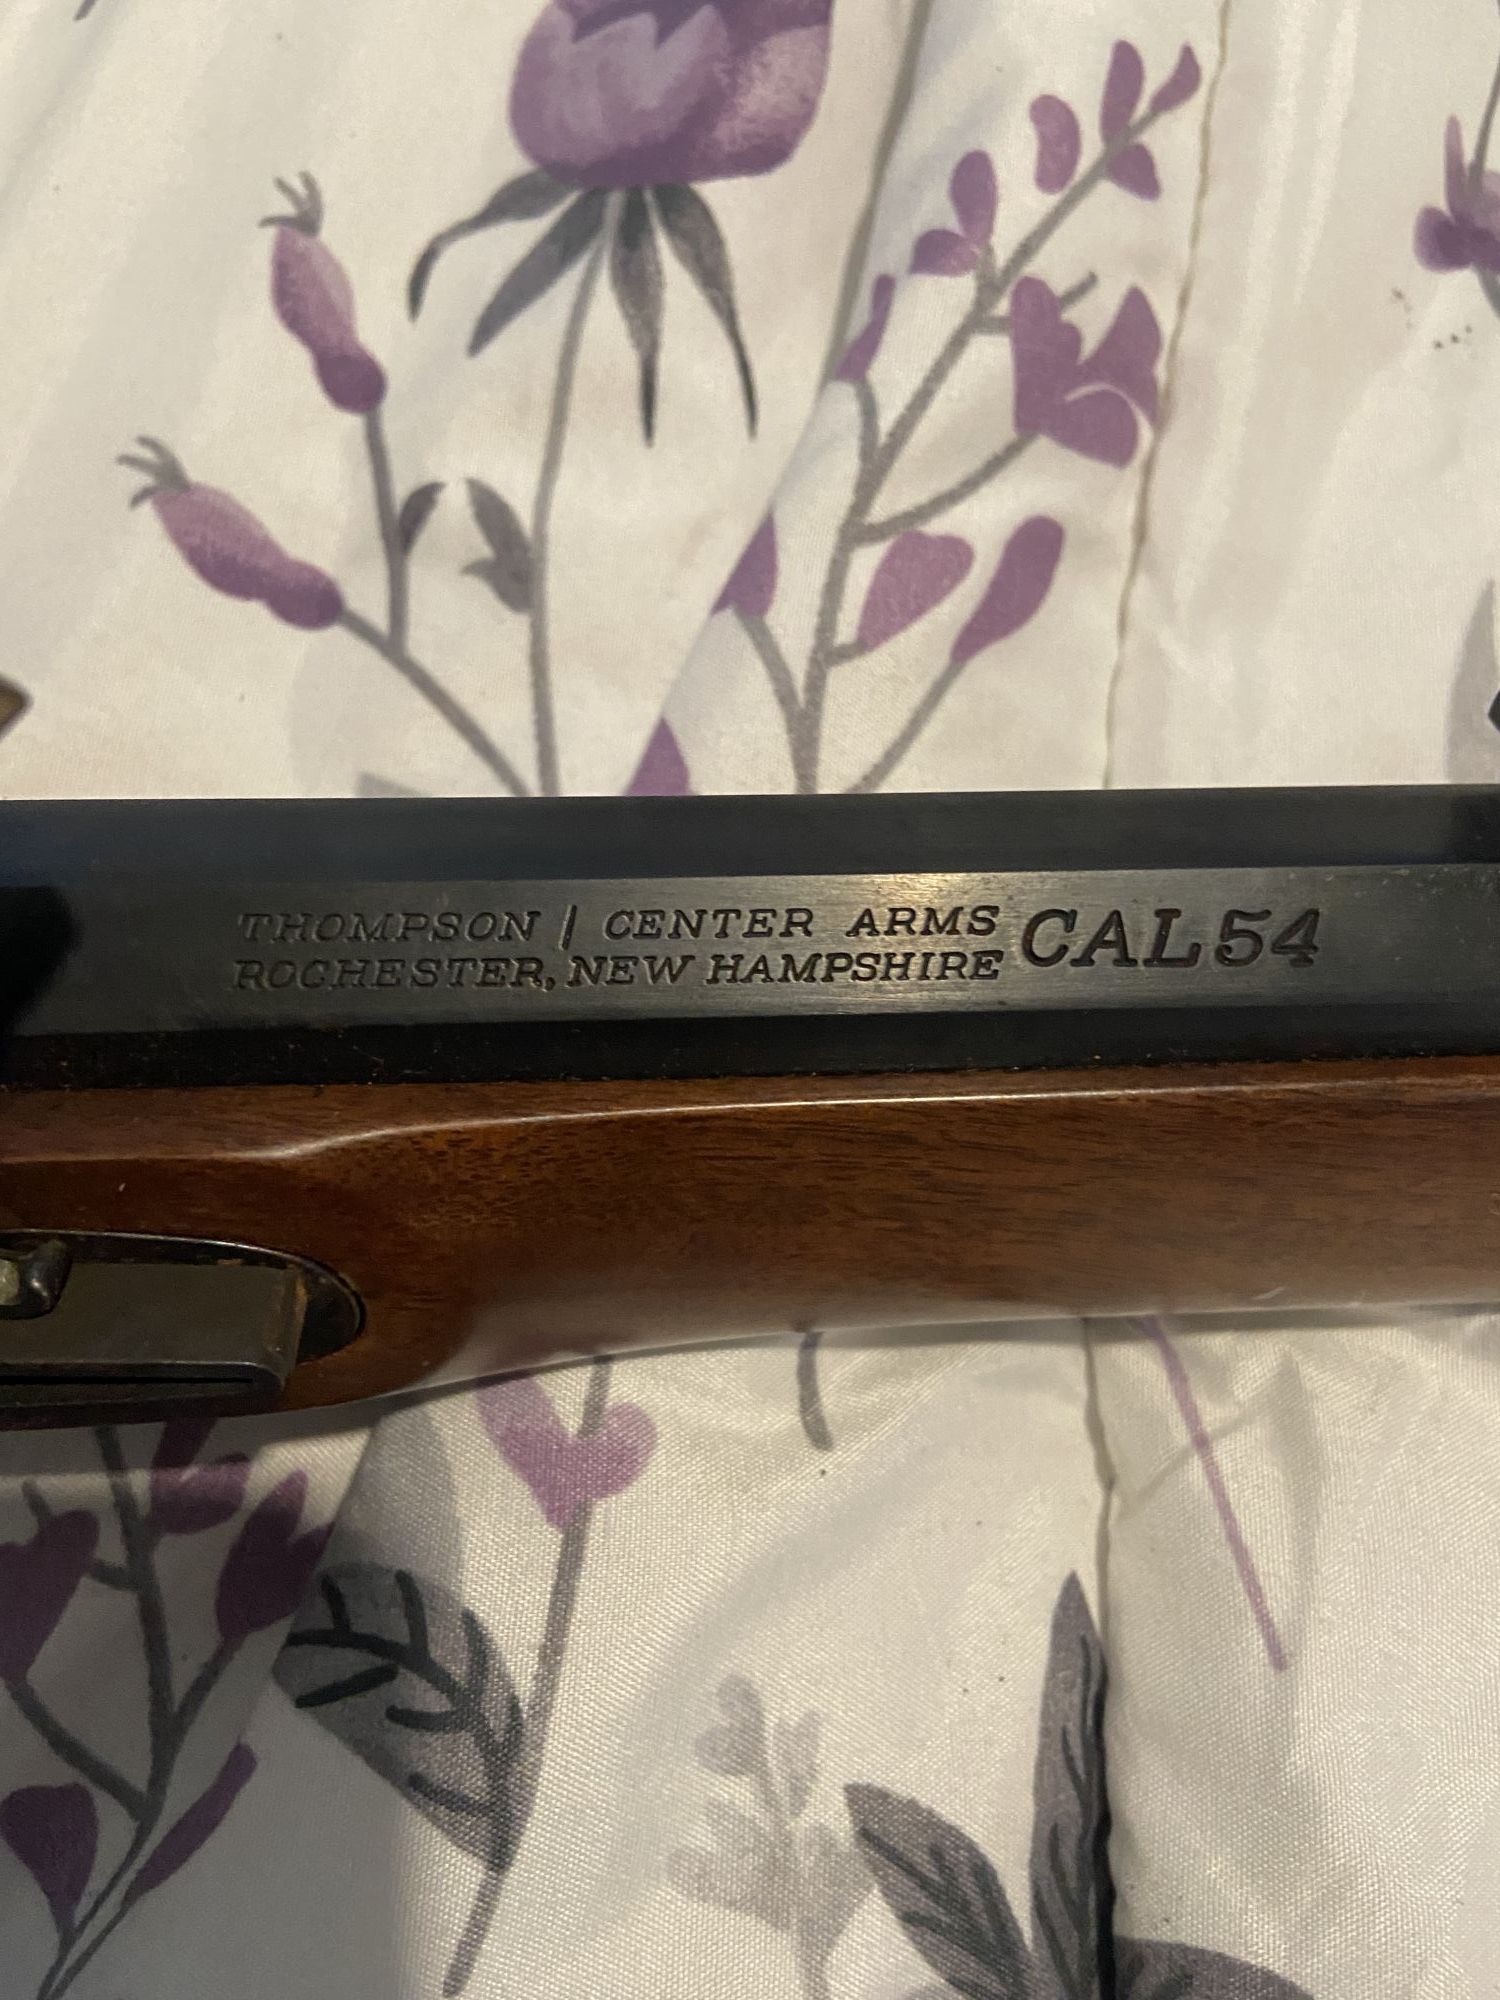 THOMPSON / CENTER ARMS
ROCHESTER, NEW HAMPSHIRE
CAL 54